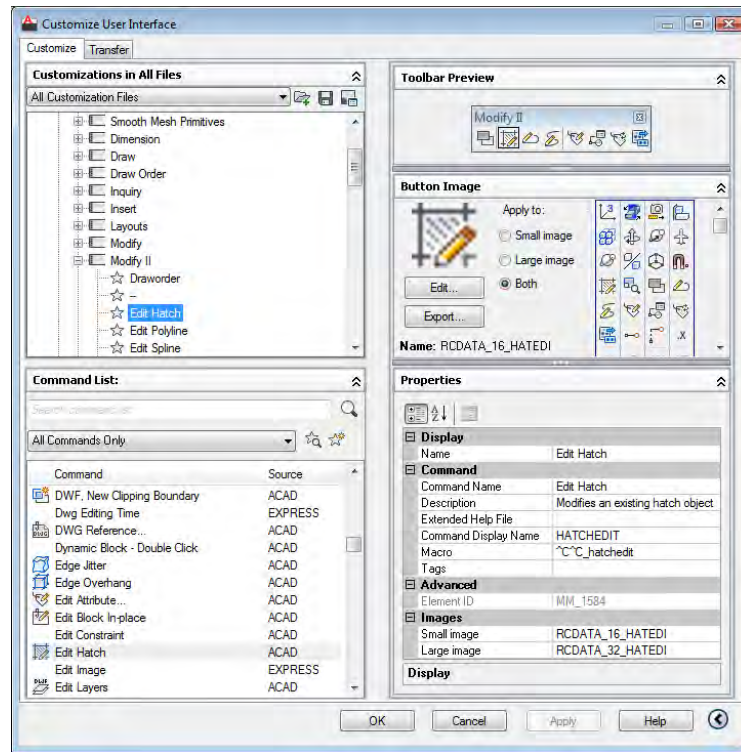 Customize User Interface
Customize Transfer
Customizations in All Files
All Customization Files
Smooth Mesh Primitives
Dimension
Draw
Draw Order
Inquiry
Insert
Layouts
Modify
Modify II
Draworder
--
Edit Hatch
Edit Polyline
Edit Spline
Command List:
Search command list
All Commands Only
Command Source
DWF, New Clipping Boundary ACAD
Dwg Editing Time EXPRESS
DWG Reference... ACAD
Dynamic Block - Double Click ACAD
Edge Jitter ACAD
Edge Overhang ACAD
Edit Attribute... ACAD
Edit Block In-place ACAD
Edit Constraint ACAD
Edit Hatch ACAD
Edit Image EXPRESS
Edit Layers ACAD
Toolbar Preview
Modify II
Button Image
Apply to:
Small image
Large image
Both
Edit...
Export...
Name: RCDATA_16_HATEDI
Properties
Display
Name Edit Hatch
Command
Command Name Edit Hatch
Description Modifies an existing hatch object
Extended Help File
Command Display Name HATCHEDIT
Macro ^C^C_hatchedit
Tags
Advanced
Element ID MM_1584
Images
Small image RCDATA_16_HATEDI
Large image RCDATA_32_HATEDI
Display
OK Cancel Apply Help